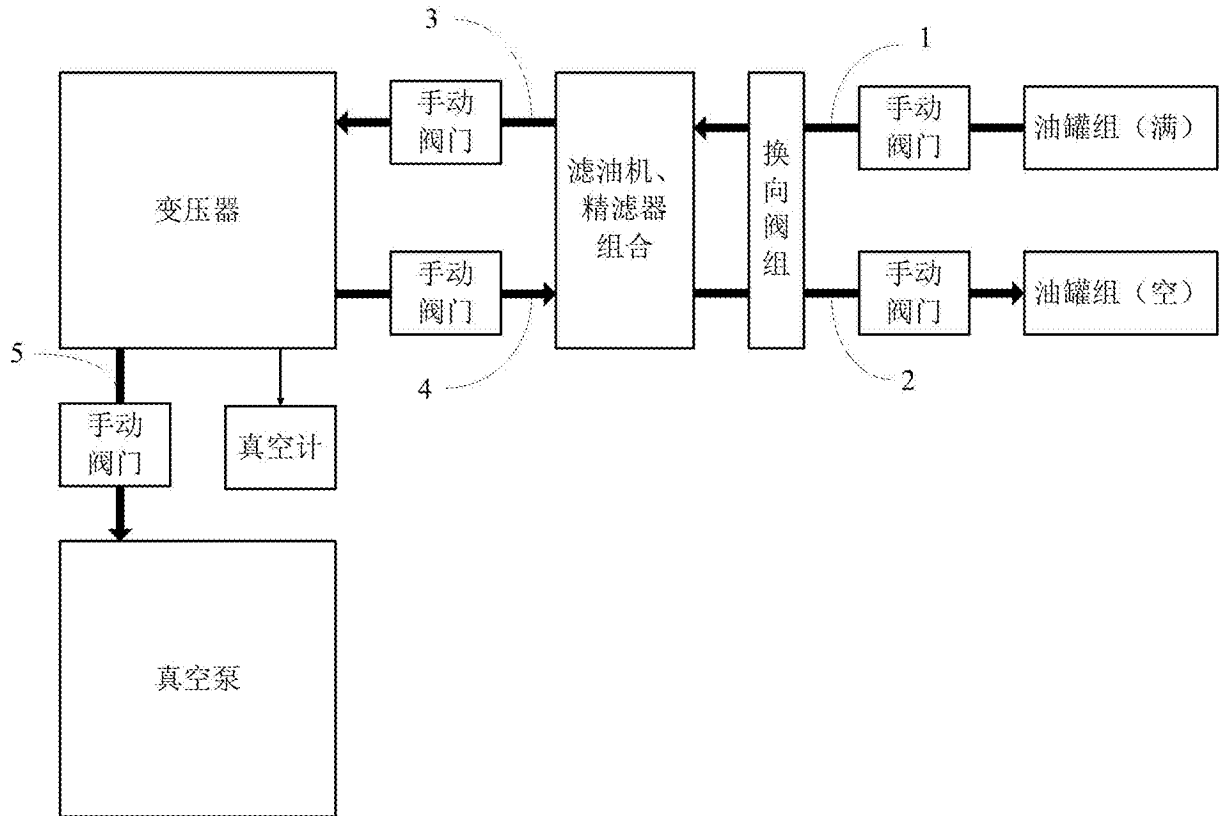 3
1
手动
阀门
手动
阀门
油罐组（满）
变压器
滤油机、
精滤器
组合
换
向
阀
组
手动
阀门
手动
阀门
油罐组（空）
5
4
2
手动
阀门
真空计
真空泵